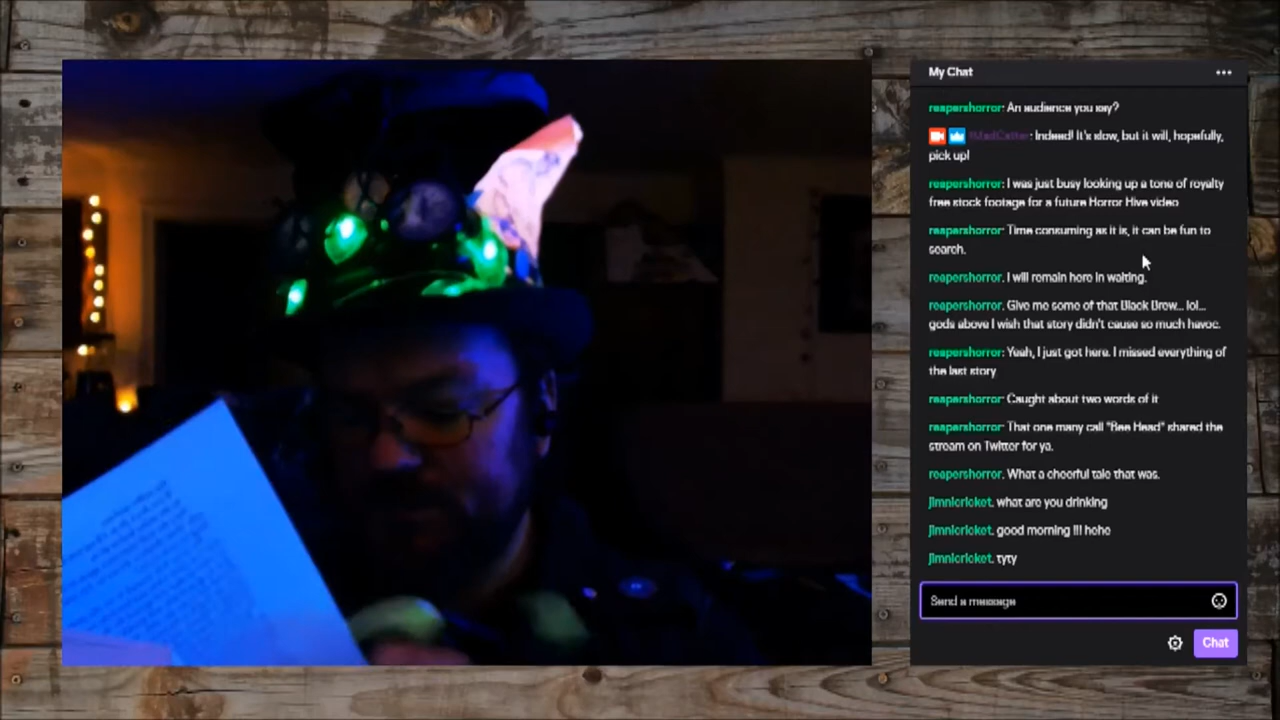 My Chat
reapershorror: An audience you say?
Indeed! It's slow, but it will, hopefully,
pick up!
reapershorror: I was just busy looking up a tone of royalty
free stock footage for a future Horror Hive video
reapershorror: Time consuming as it is, it can be fun to
search.
reapershorror: I will remain here in waiting.
reapershorror: Give me some of that Black Brew... lol...
gods above I wish that story didn't cause so much havoc.
reapershorror: Yeah, I just got here. I missed everything of
the last story
reapershorror: Caught about two words of it
reapershorror: That one many call "Bee Head" shared the
stream on Twitter for ya.
reapershorror: What a cheerful tale that was.
jimnicricket: what are you drinking
jimnicricket: good morning !!! hehe
jimnicricket: tyty
Send a message
Chat